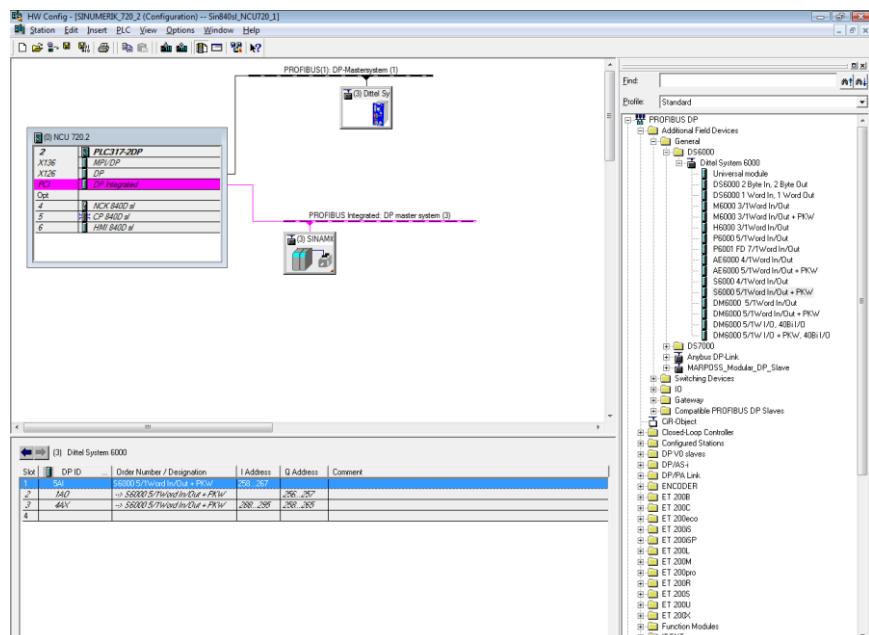 HW Config - [SINUMERIK_720_2 (Configuration) -- Sin840sl_NCU720_1]
Station Edit Insert PLC View Options Window Help
PROFIBUS(1): DP-Mastersystem (1)
(3) Dittel Sy
(0) NCU 720.2
2 PLC317-2DP
X136 MPI/DP
X126 DP
PCI DP Integrated
Opt
4 NCK 840D sl
5 CP 840D sl
6 HMI 840D sl
PROFIBUS Integrated: DP master system (3)
(3) SINAMI
Find:
Profile: Standard
PROFIBUS DP
Additional Field Devices
General
DS6000
Dittel System 6000
Universal module
DS6000 2 Byte In, 2 Byte Out
DS6000 1 Word In, 1 Word Out
M6000 3/1Word In/Out
M6000 3/1Word In/Out + PKW
H6000 3/1Word In/Out
P6000 5/1Word In/Out
P6001 FD 7/1Word In/Out
AE6000 4/1Word In/Out
AE6000 5/1Word In/Out + PKW
S6000 4/1Word In/Out
S6000 5/1Word In/Out + PKW
DM6000 5/1Word In/Out
DM6000 5/1Word In/Out + PKW
DM6000 5/1W I/O, 40Bi I/O
DM6000 5/1W I/O + PKW, 40Bi I/O
DS7000
Anybus DP-Link
MARPOSS_Modular_DP_Slave
Switching Devices
IO
Gateway
Compatible PROFIBUS DP Slaves
CiR-Object
Closed-Loop Controller
Configured Stations
DP V0 slaves
DP/AS-i
DP/PA Link
ENCODER
ET 200B
ET 200C
ET 200eco
ET 200iS
ET 200iSP
ET 200L
ET 200M
ET 200pro
ET 200R
ET 200S
ET 200U
ET 200X
Function Modules
(3) Dittel System 6000
Slot DP ID ... Order Number / Designation I Address Q Address Comment
1 5AI S6000 5/1Word In/Out + PKW 258...267
2 1AO --> S6000 5/1Word In/Out + PKW 256...257
3 4AX --> S6000 5/1Word In/Out + PKW 288...295 258...265
4